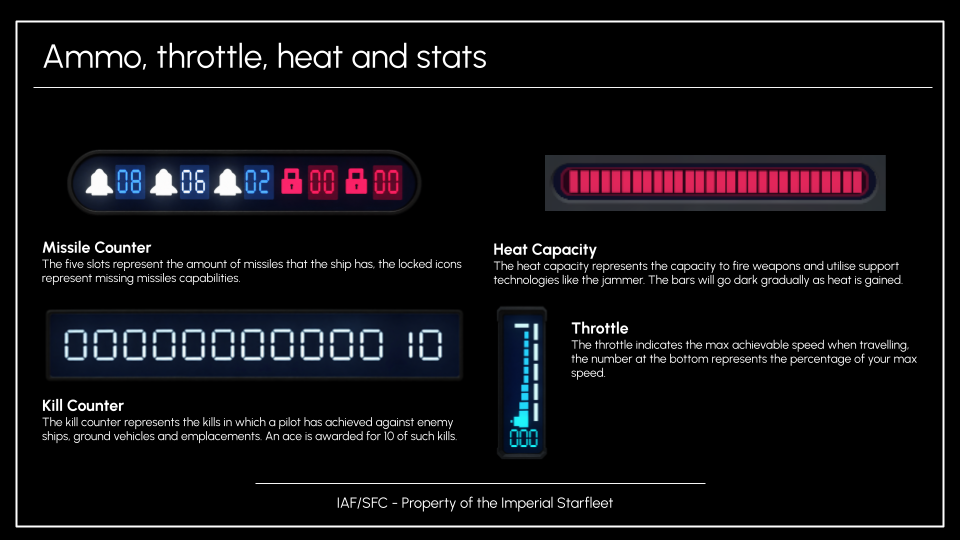 Ammo, throttle, heat and stats
08 06 02 00 00
Missile Counter
The five slots represent the amount of missiles that the ship has, the locked icons
represent missing missiles capabilities.
00000000000 10
Kill Counter
The kill counter represents the kills in which a pilot has achieved against enemy
ships, ground vehicles and emplacements. An ace is awarded for 10 of such kills.
Heat Capacity
The heat capacity represents the capacity to fire weapons and utilise support
technologies like the jammer. The bars will go dark gradually as heat is gained.
000
Throttle
The throttle indicates the max achievable speed when travelling,
the number at the bottom represents the percentage of your max
speed.
IAF/SFC - Property of the Imperial Starfleet